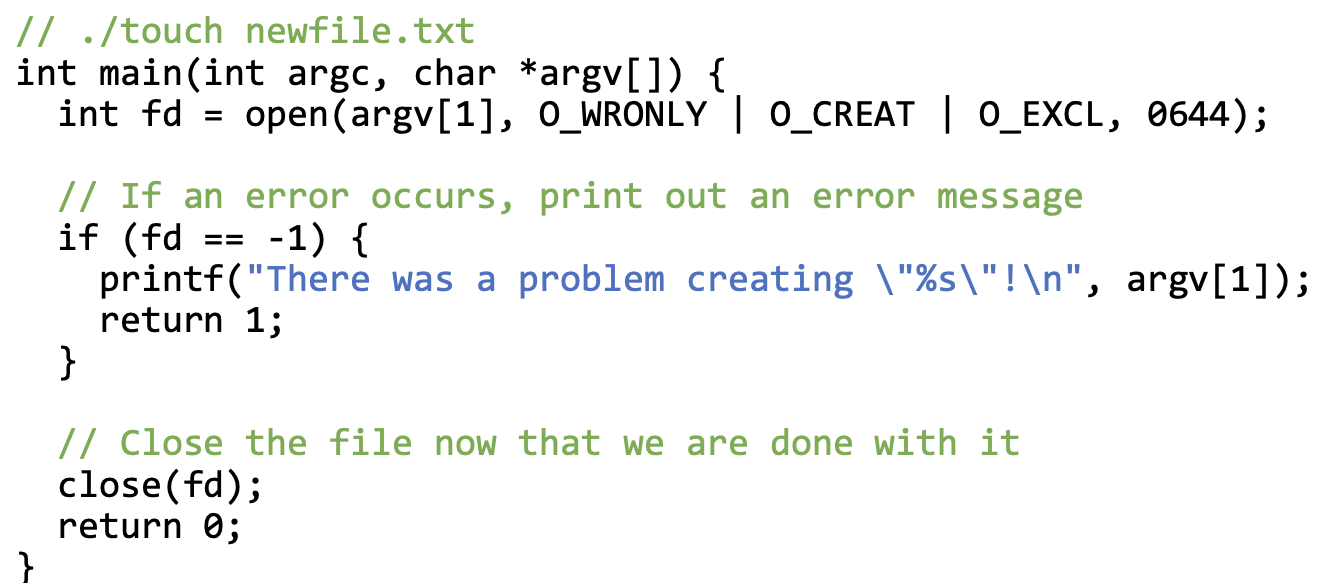 // ./touch newfile.txt
int main(int argc, char *argv[]) {
  int fd = open(argv[1], O_WRONLY | O_CREAT | O_EXCL, 0644);

  // If an error occurs, print out an error message
  if (fd == -1) {
    printf("There was a problem creating \"%s\"!\n", argv[1]);
    return 1;
  }

  // Close the file now that we are done with it
  close(fd);
  return 0;
}